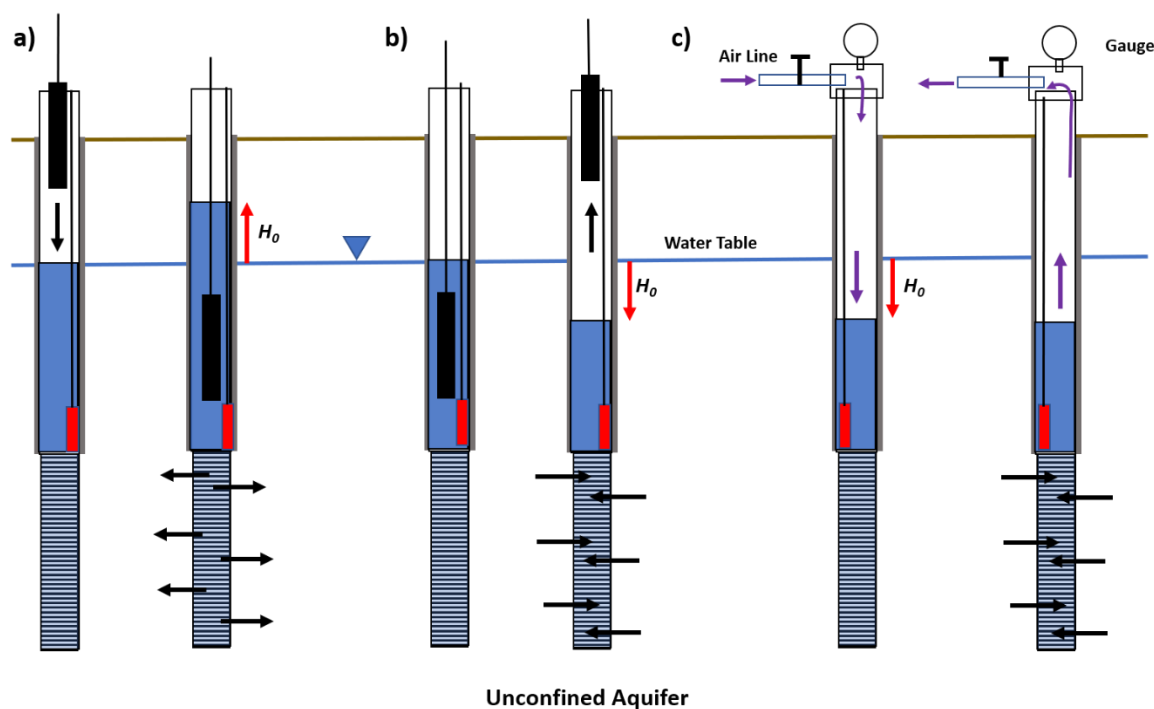 a)
b)
c)
Air Line
Gauge
H0
Water Table
H0
H0
Unconfined Aquifer